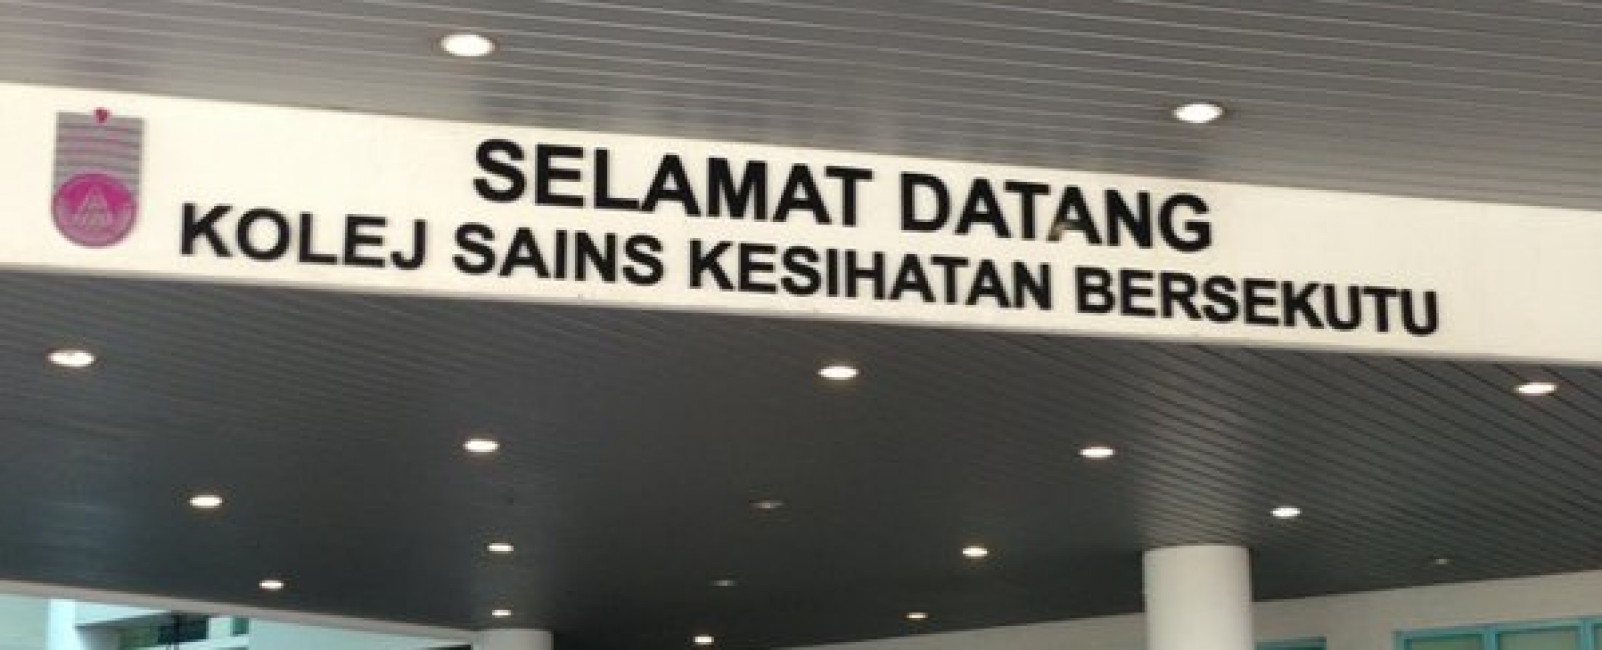 SELAMAT DATANG
KOLEJ SAINS KESIHATAN BERSEKUTU